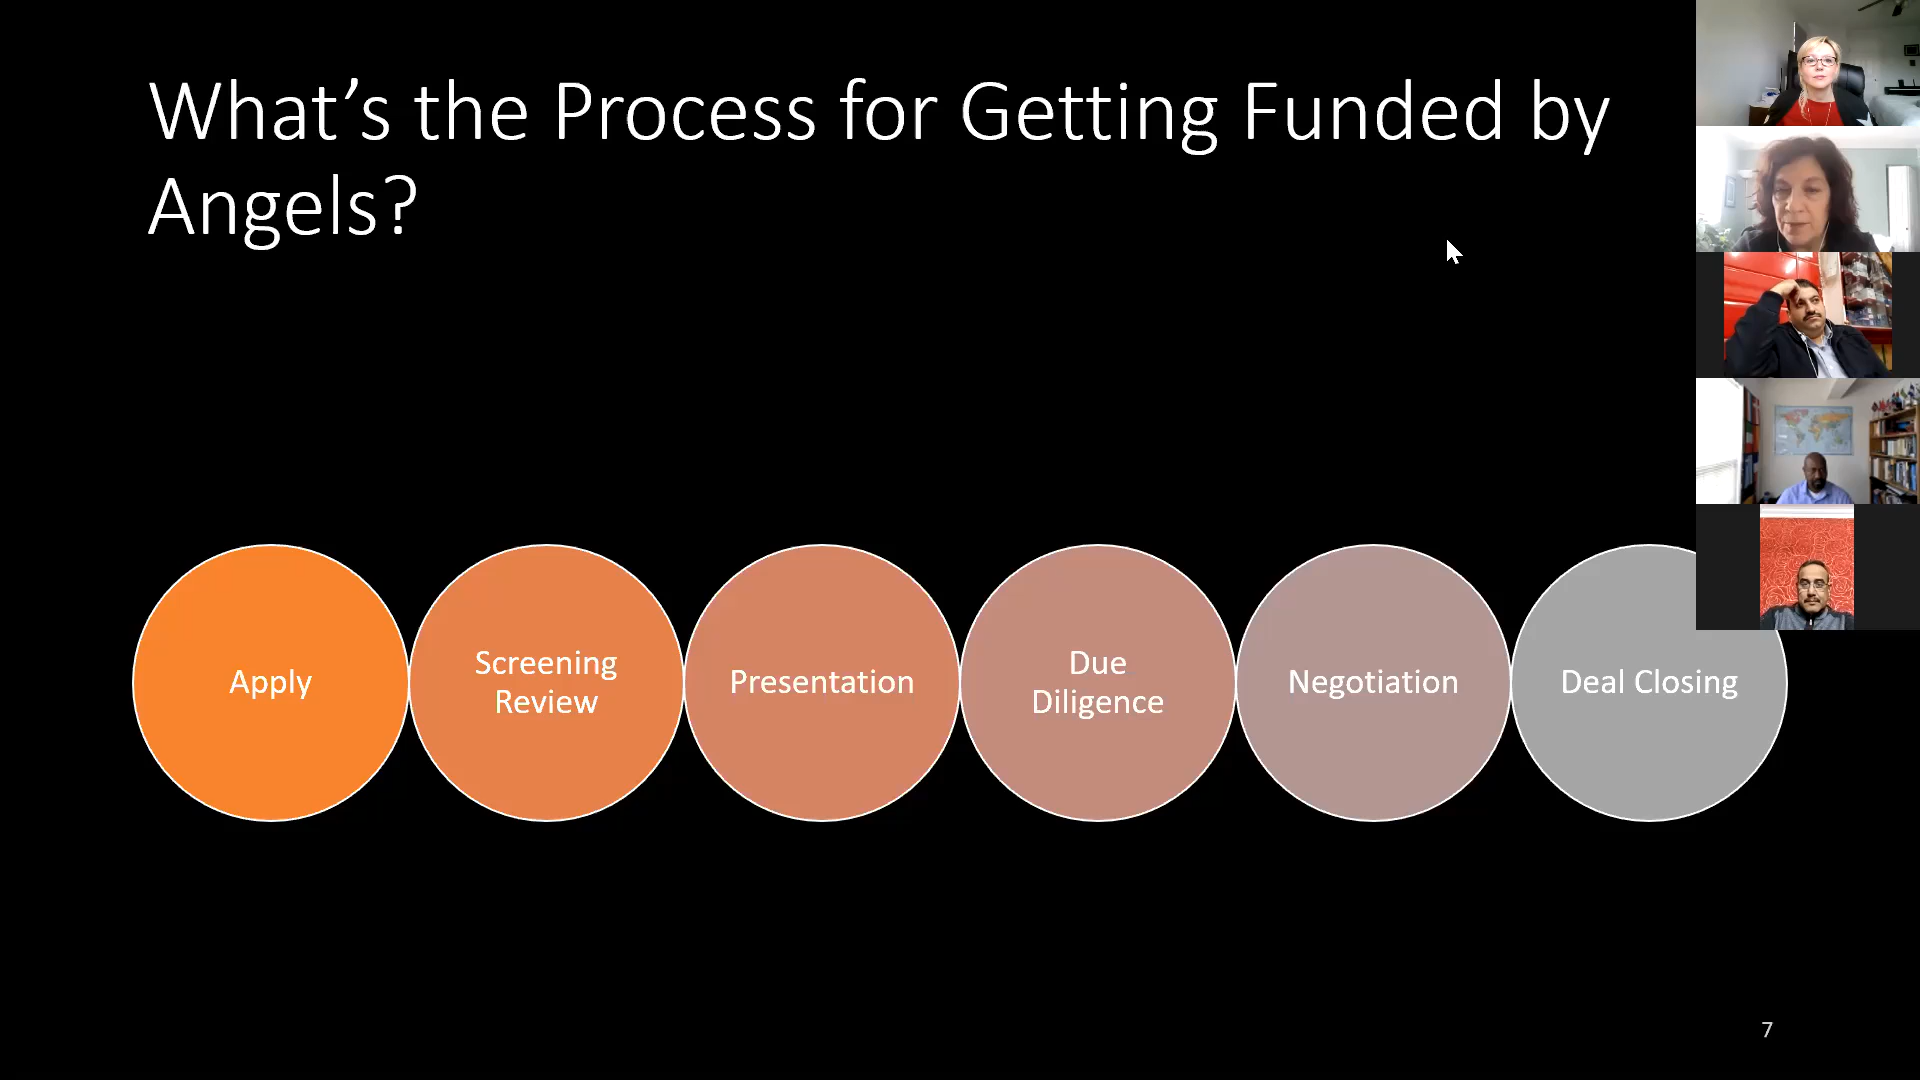 What’s the Process for Getting Funded by
Angels?
Apply
Screening
Review
Presentation
Due
Diligence
Negotiation
Deal Closing
7